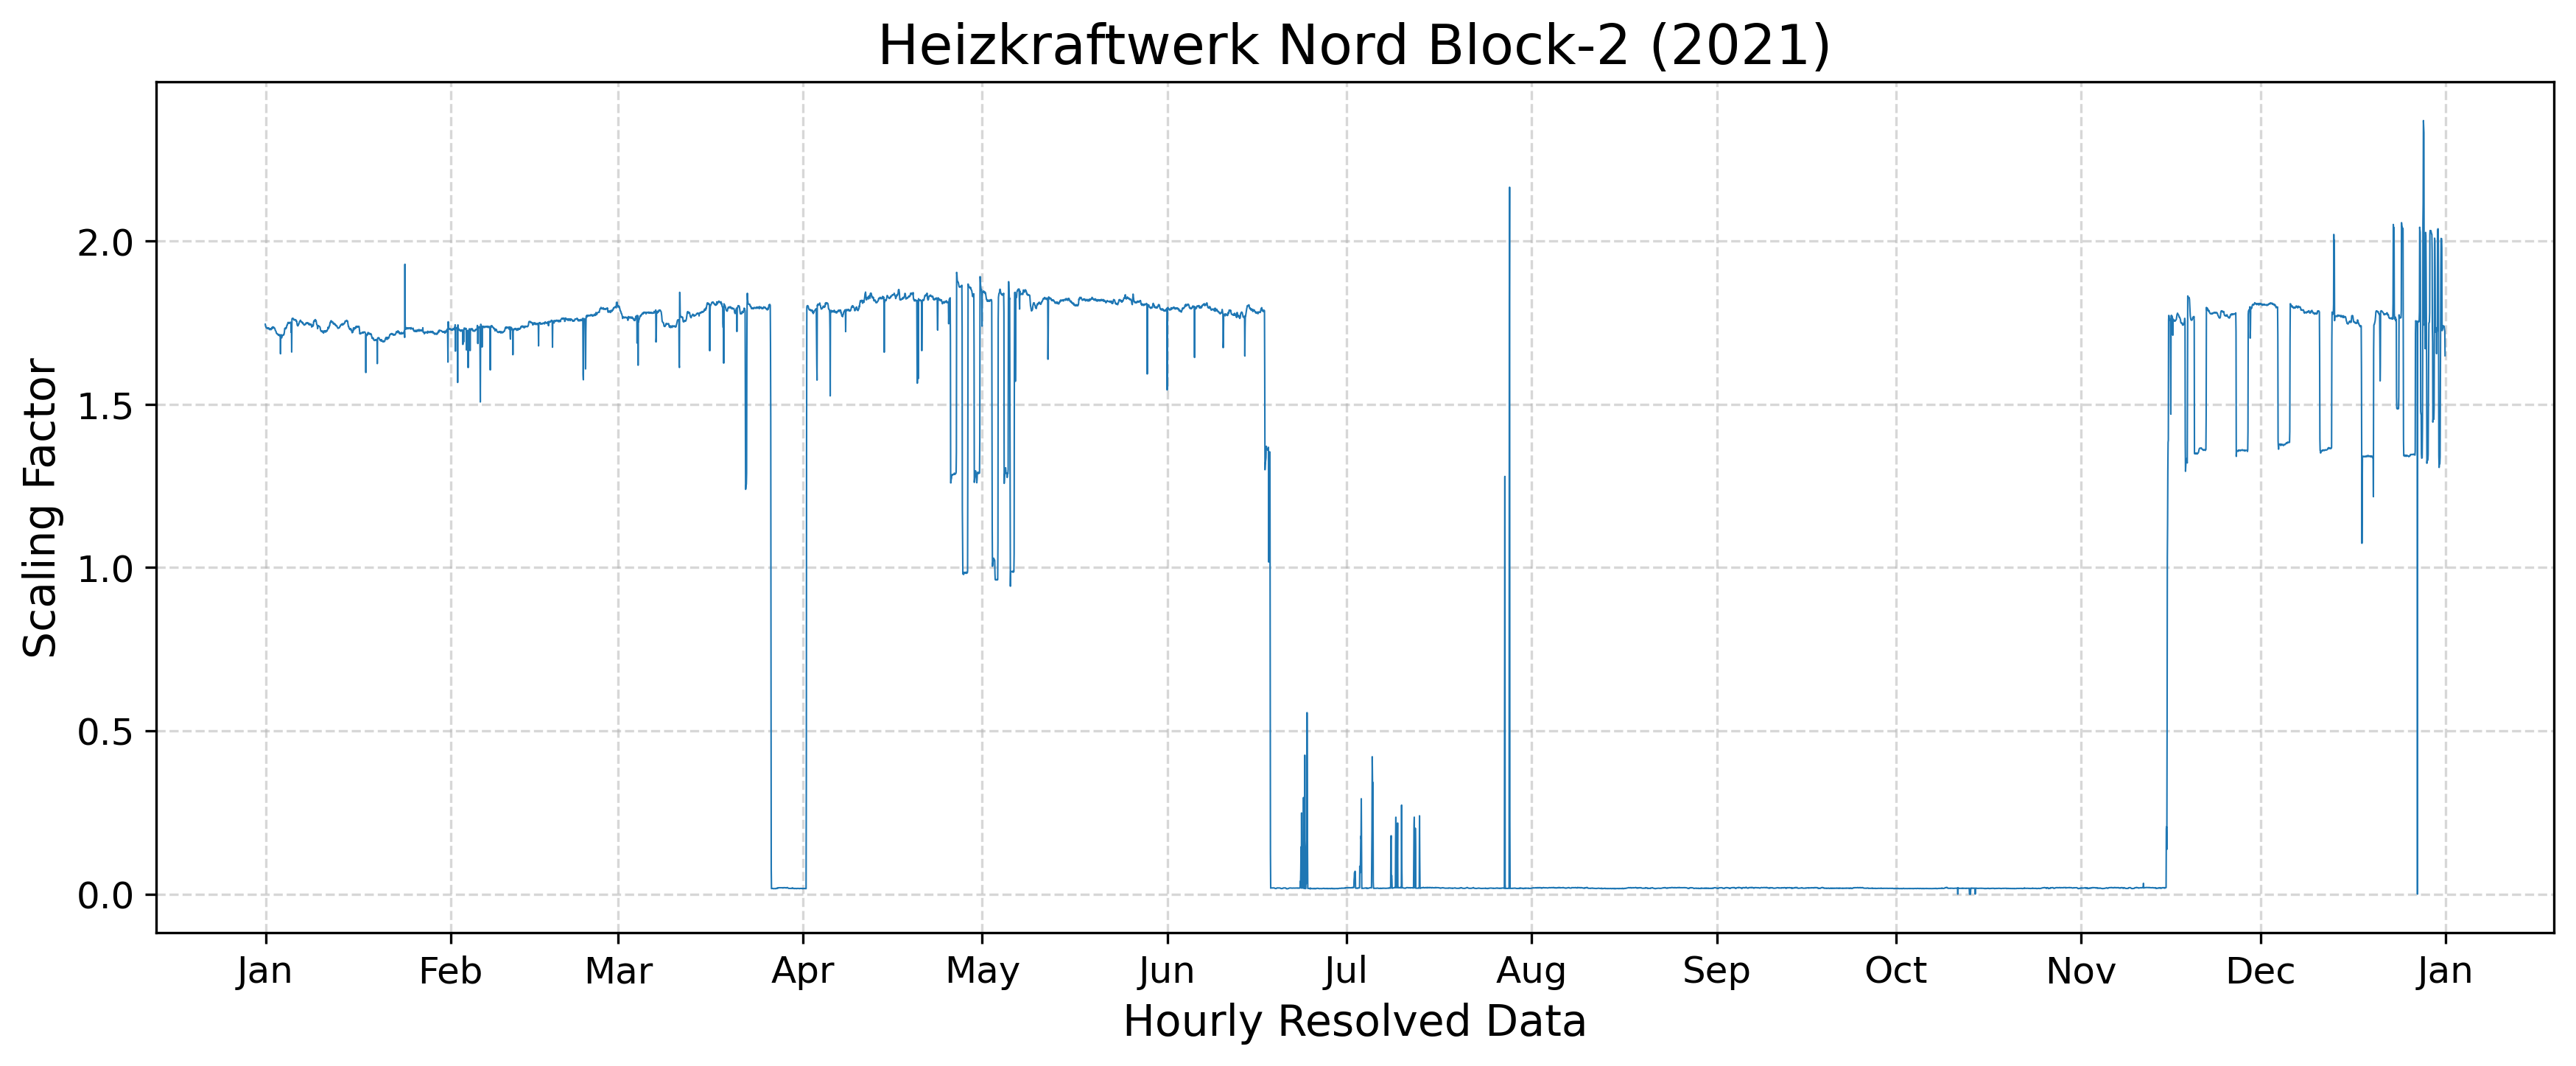 Heizkraftwerk Nord Block-2 (2021)
Scaling Factor
2.0
1.5
1.0
0.5
0.0
Jan Feb Mar Apr May Jun Jul Aug Sep Oct Nov Dec Jan
Hourly Resolved Data